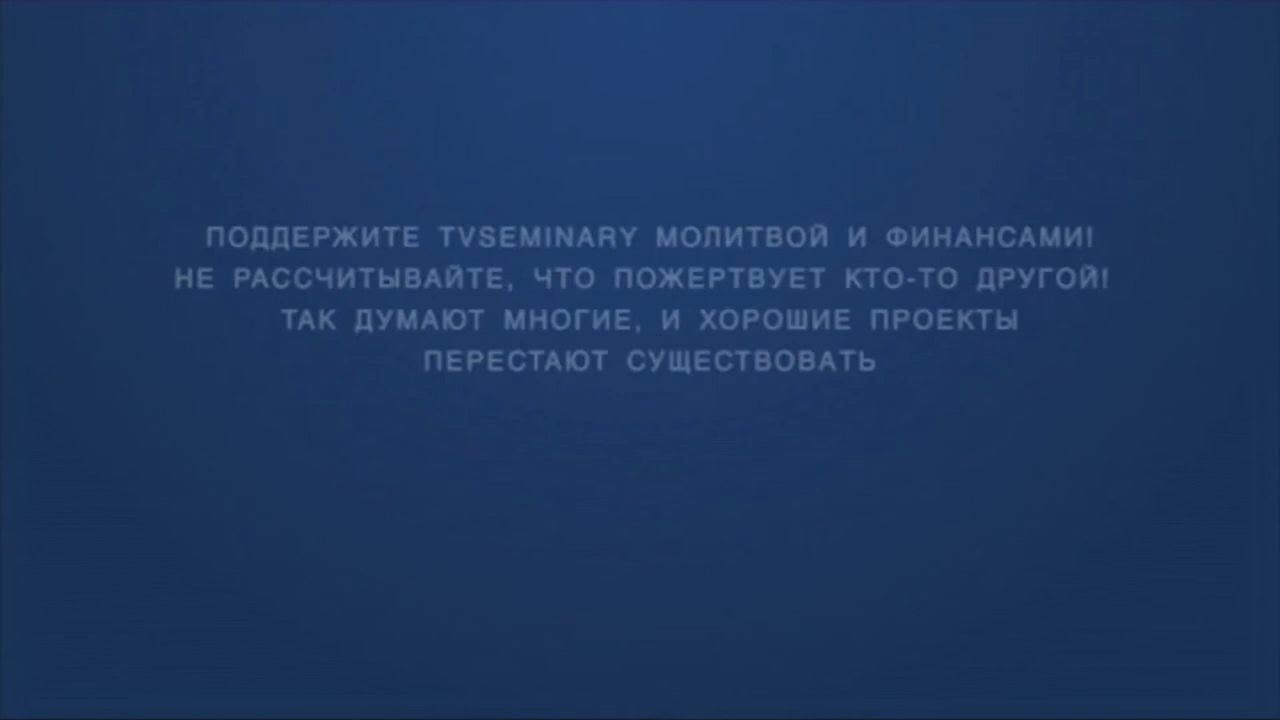 ПОДДЕРЖИТЕ TVSEMINARY МОЛИТВОЙ И ФИНАНСАМИ!
НЕ РАССЧИТЫВАЙТЕ, ЧТО ПОЖЕРТВУЕТ КТО-ТО ДРУГОЙ!
ТАК ДУМАЮТ МНОГИЕ, И ХОРОШИЕ ПРОЕКТЫ
ПЕРЕСТАЮТ СУЩЕСТВОВАТЬ